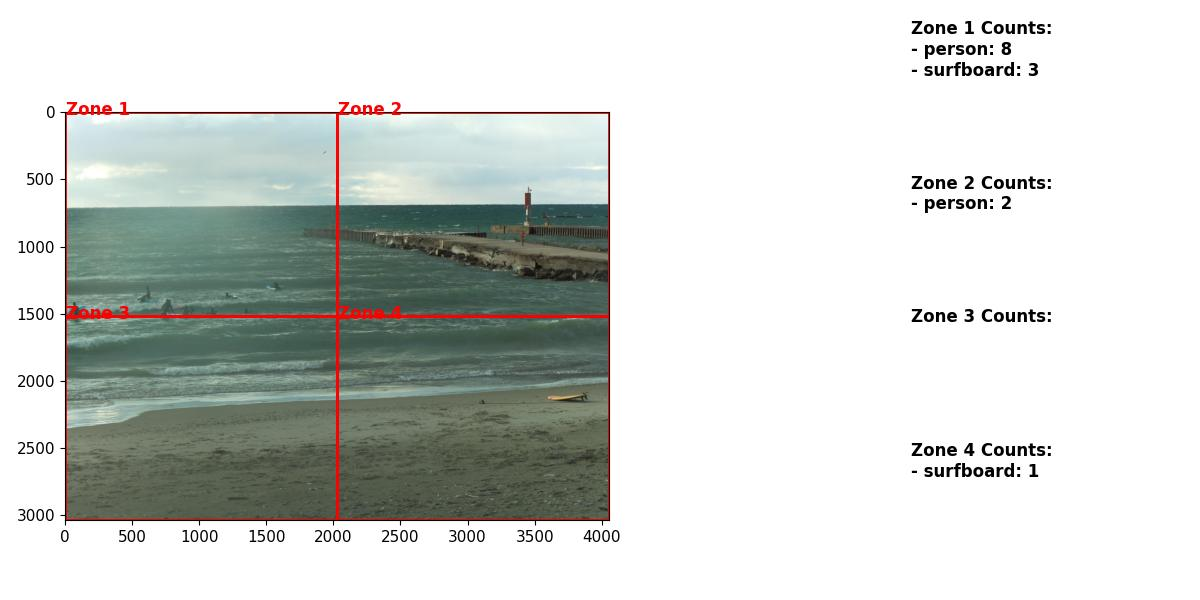 Zone 1 Counts:
- person: 8
- surfboard: 3
Zone 1
Zone 2
0
500
Zone 2 Counts:
- person: 2
1000
1500
Zone 3
Zone 4
Zone 3 Counts:
2000
2500
Zone 4 Counts:
- surfboard: 1
3000
0 500 1000 1500 2000 2500 3000 3500 4000